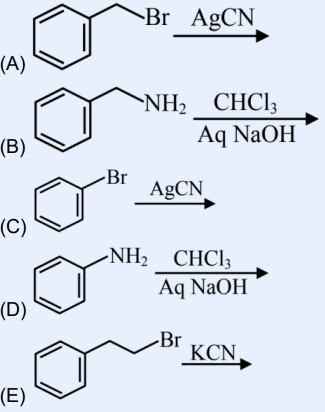 Br AgCN
(A)
NH₂ CHCl₃
Aq NaOH
(B)
Br AgCN
(C)
NH₂ CHCl₃
Aq NaOH
(D)
Br KCN
(E)